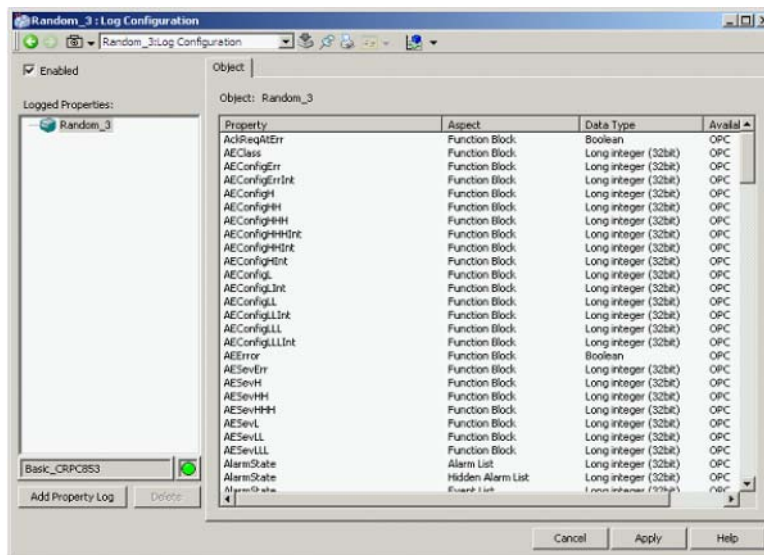 Random_3 : Log Configuration
Random_3:Log Configuration
Enabled
Logged Properties:
Random_3
Basic_CRPC853
Add Property Log Delete
Object
Object: Random_3
Property Aspect Data Type Availal
AckReqAtErr Function Block Boolean OPC
AEClass Function Block Long integer (32bit) OPC
AEConfigErr Function Block Long integer (32bit) OPC
AEConfigErrInt Function Block Long integer (32bit) OPC
AEConfigH Function Block Long integer (32bit) OPC
AEConfigHH Function Block Long integer (32bit) OPC
AEConfigHHH Function Block Long integer (32bit) OPC
AEConfigHHHInt Function Block Long integer (32bit) OPC
AEConfigHHInt Function Block Long integer (32bit) OPC
AEConfigHInt Function Block Long integer (32bit) OPC
AEConfigL Function Block Long integer (32bit) OPC
AEConfigLInt Function Block Long integer (32bit) OPC
AEConfigLL Function Block Long integer (32bit) OPC
AEConfigLLInt Function Block Long integer (32bit) OPC
AEConfigLLL Function Block Long integer (32bit) OPC
AEConfigLLLInt Function Block Long integer (32bit) OPC
AEError Function Block Boolean OPC
AESevErr Function Block Long integer (32bit) OPC
AESevH Function Block Long integer (32bit) OPC
AESevHH Function Block Long integer (32bit) OPC
AESevHHH Function Block Long integer (32bit) OPC
AESevL Function Block Long integer (32bit) OPC
AESevLL Function Block Long integer (32bit) OPC
AESevLLL Function Block Long integer (32bit) OPC
AlarmState Alarm List Long integer (32bit) OPC
AlarmState Hidden Alarm List Long integer (32bit) OPC
AlarmState Event List Long integer (32bit) OPC
Cancel Apply Help